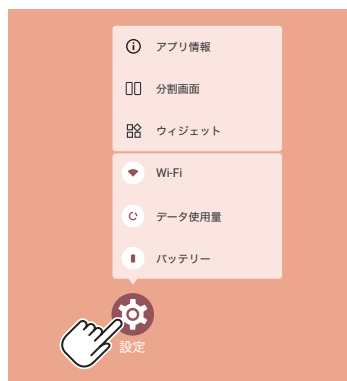 アプリ情報
分割画面
ウィジェット
Wi-Fi
データ使用量
バッテリー
設定